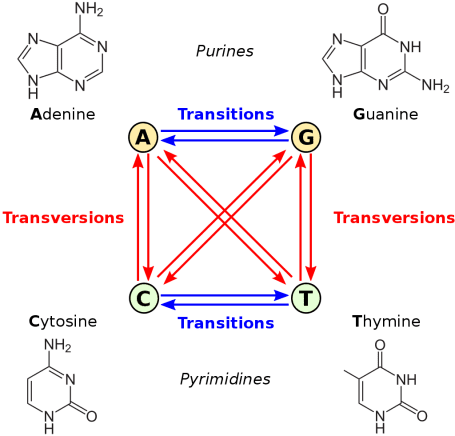 NH₂
N
N
N
H
N
Adenine
Purines
O
N
NH
N
H
N
NH₂
Guanine
Transitions
A
G
Transversions
Transversions
C
T
Transitions
Cytosine
NH₂
N
N
H
O
Pyrimidines
Thymine
O
NH
N
H
O